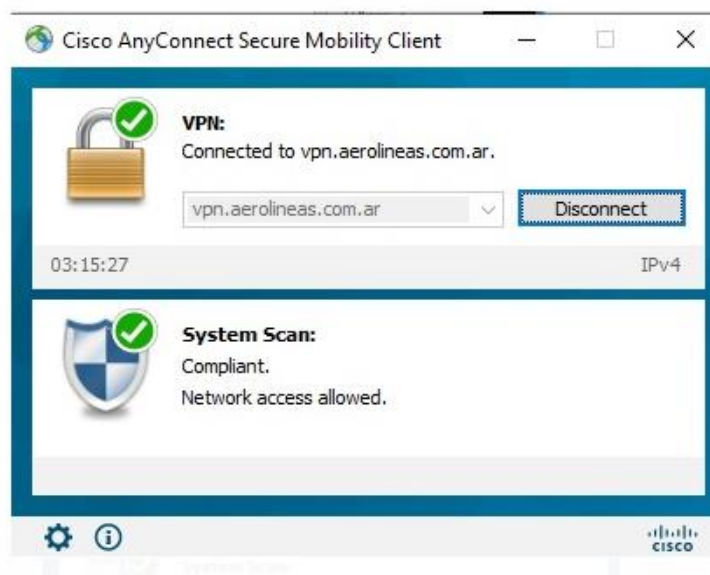 Cisco AnyConnect Secure Mobility Client
VPN:
Connected to vpn.aerolineas.com.ar.
vpn.aerolineas.com.ar
Disconnect
03:15:27
IPv4
System Scan:
Compliant.
Network access allowed.
CISCO